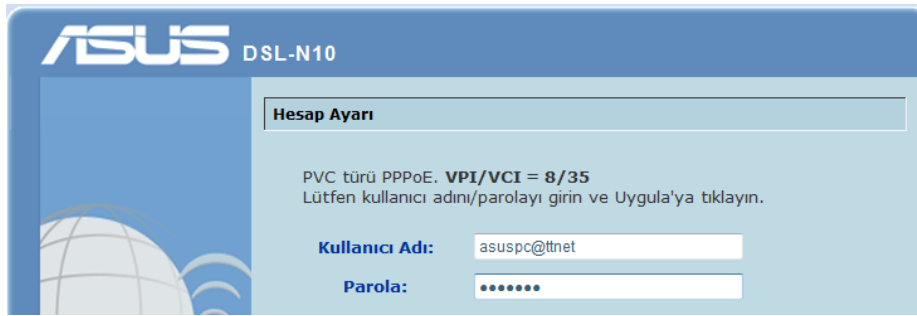 ASUS DSL-N10
Hesap Ayarı
PVC türü PPPoE. VPI/VCI = 8/35
Lütfen kullanıcı adını/parolayı girin ve Uygula'ya tıklayın.
Kullanıcı Adı: asuspc@ttnet
Parola: •••••••